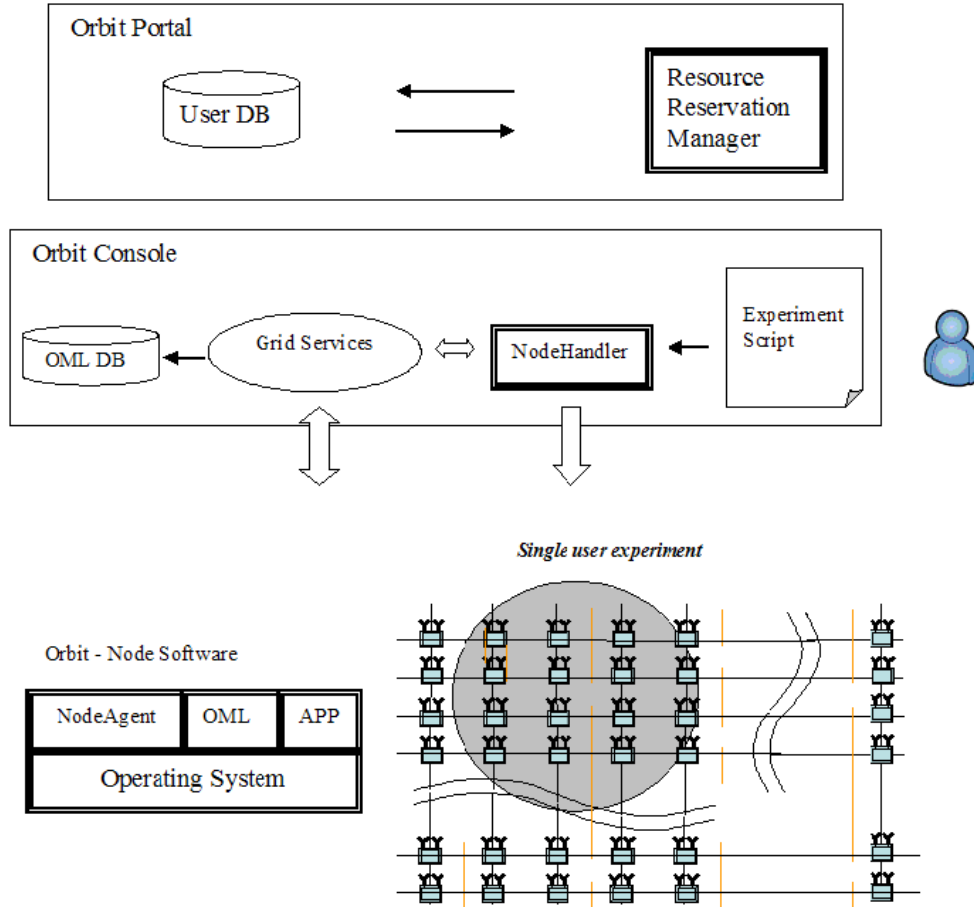 Orbit Portal
User DB
Resource
Reservation
Manager
Orbit Console
OML DB
Grid Services
NodeHandler
Experiment
Script
Single user experiment
Orbit - Node Software
NodeAgent
OML
APP
Operating System